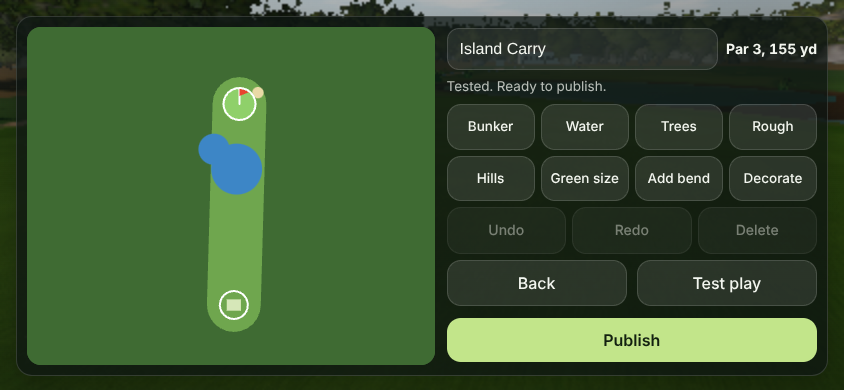 Island Carry
Par 3, 155 yd
Tested. Ready to publish.
Bunker
Water
Trees
Rough
Hills
Green size
Add bend
Decorate
Undo
Redo
Delete
Back
Test play
Publish